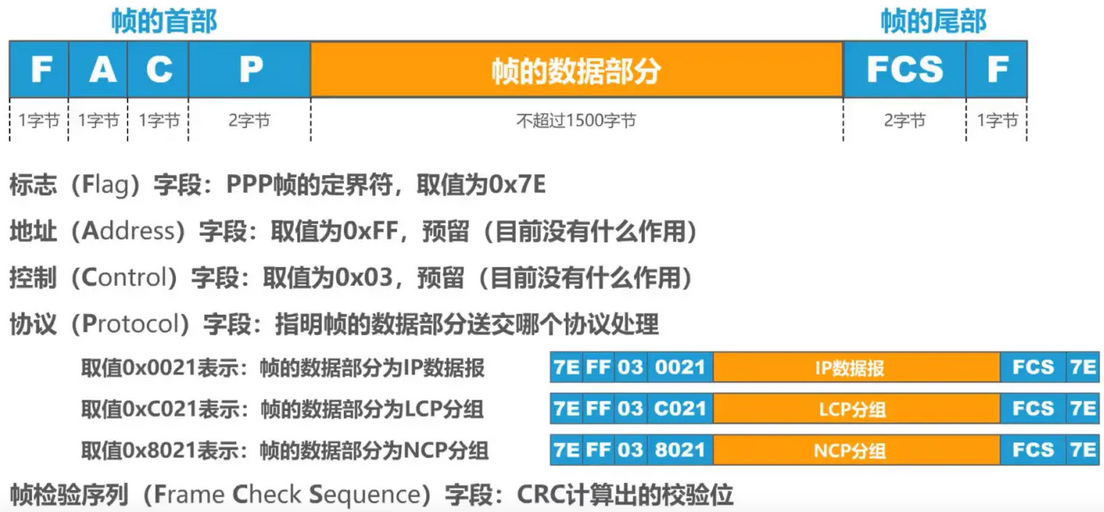 帧的首部 帧的尾部
F A C P 帧的数据部分 FCS F
1字节 1字节 1字节 2字节 不超过1500字节 2字节 1字节
标志（Flag）字段：PPP帧的定界符，取值为0x7E
地址（Address）字段：取值为0xFF，预留（目前没有什么作用）
控制（Control）字段：取值为0x03，预留（目前没有什么作用）
协议（Protocol）字段：指明帧的数据部分送交哪个协议处理
取值0x0021表示：帧的数据部分为IP数据报 7E FF 03 0021 IP数据报 FCS 7E
取值0xC021表示：帧的数据部分为LCP分组 7E FF 03 C021 LCP分组 FCS 7E
取值0x8021表示：帧的数据部分为NCP分组 7E FF 03 8021 NCP分组 FCS 7E
帧检验序列（Frame Check Sequence）字段：CRC计算出的校验位